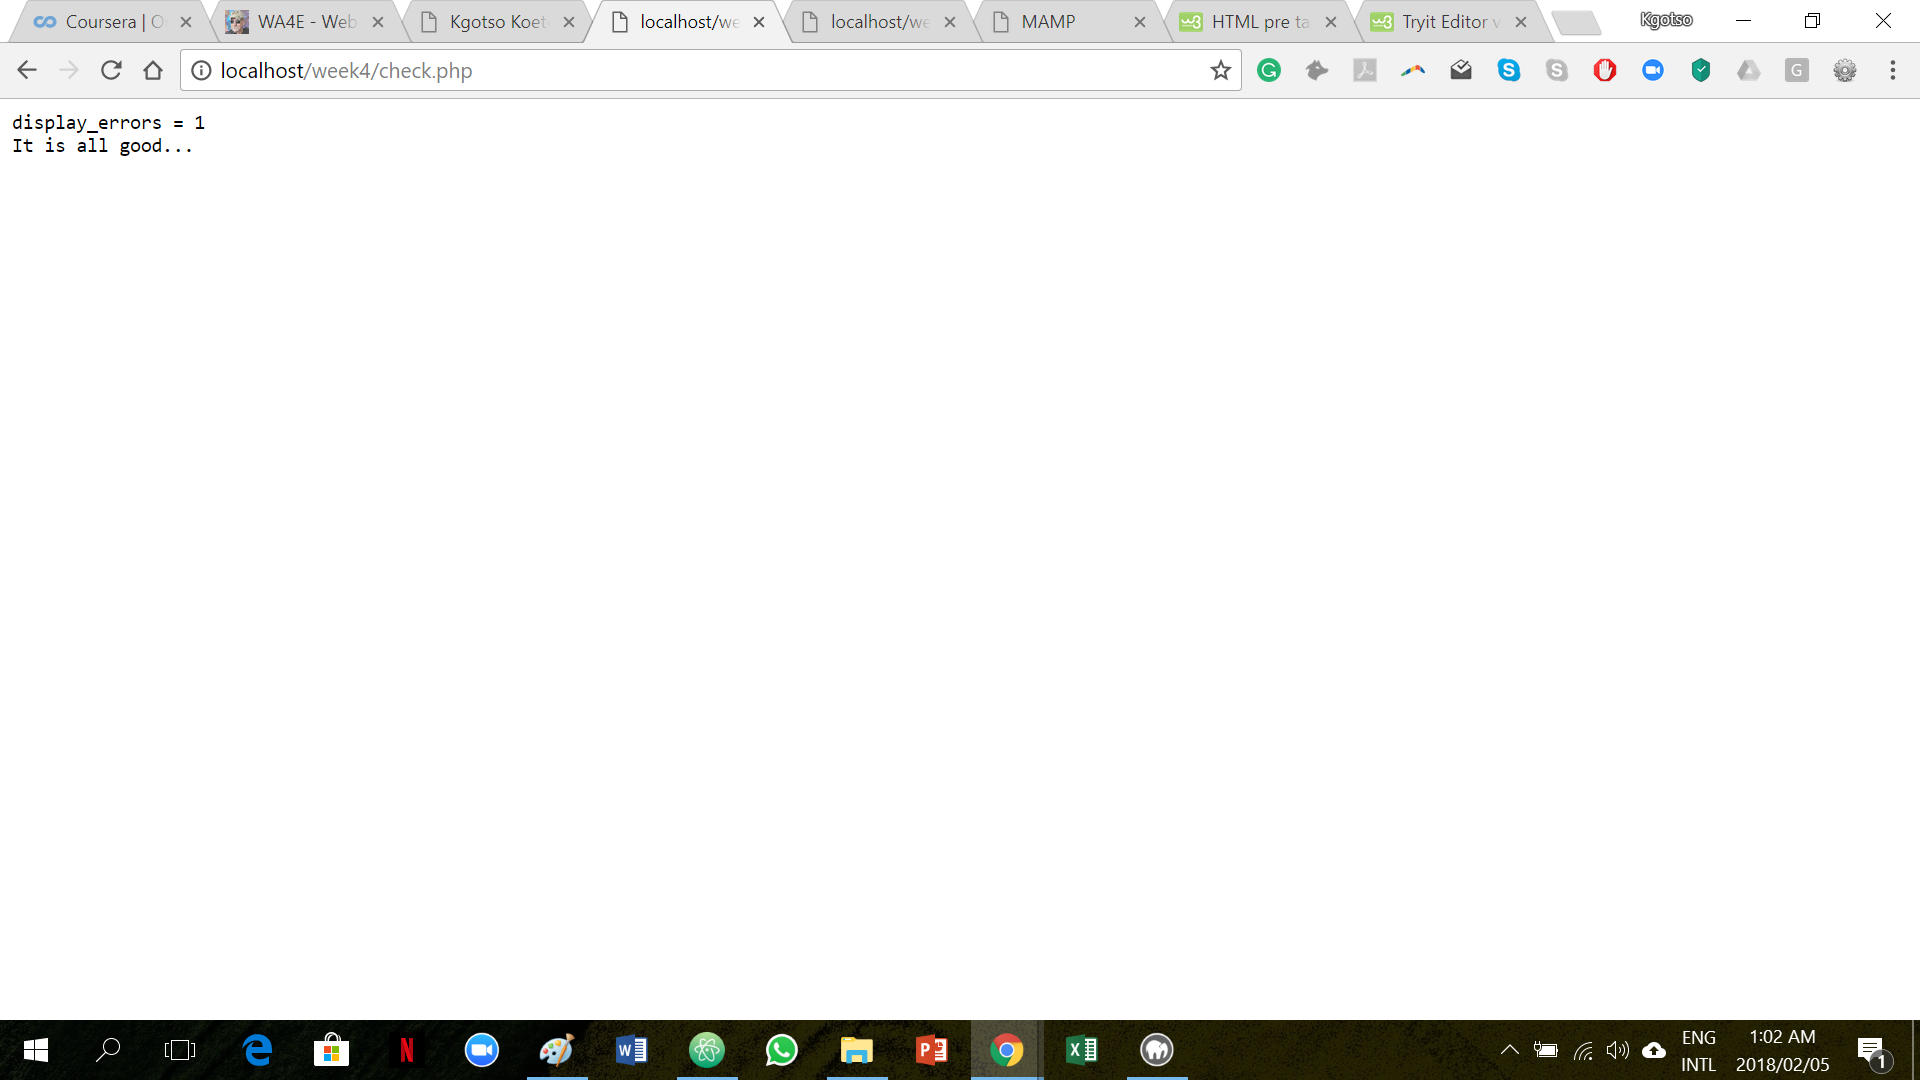 Coursera | O
WA4E - Web
Kgotso Koet
localhost/we
localhost/we
MAMP
HTML pre ta
Tryit Editor v
Kgotso
localhost/week4/check.php
display_errors = 1
It is all good...
ENG
INTL
1:02 AM
2018/02/05
1